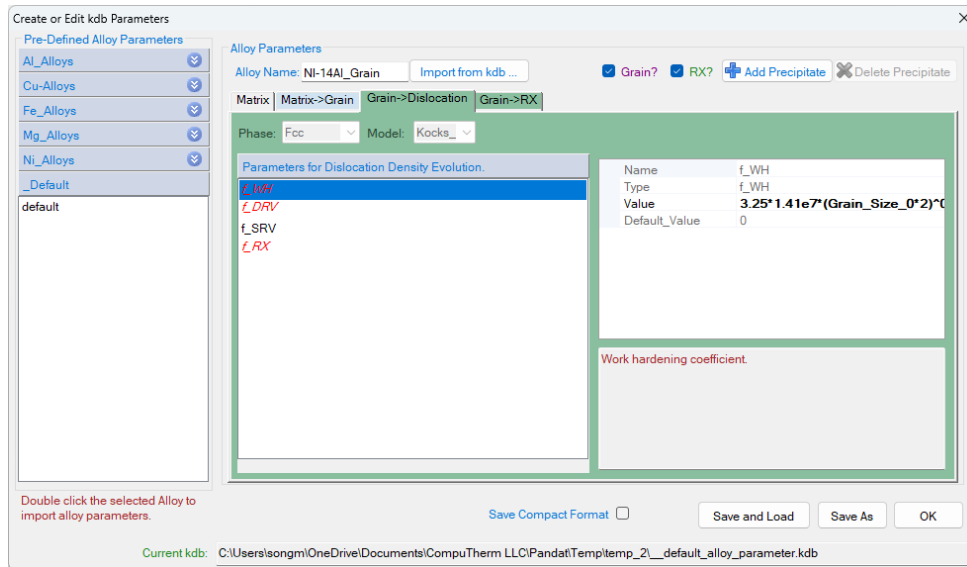 Create or Edit kdb Parameters
Pre-Defined Alloy Parameters
Al_Alloys
Cu-Alloys
Fe_Alloys
Mg_Alloys
Ni_Alloys
_Default
default
Double click the selected Alloy to
import alloy parameters.
Alloy Parameters
Alloy Name: NI-14Al_Grain Import from kdb ... Grain? RX? Add Precipitate Delete Precipitate
Matrix Matrix->Grain Grain->Dislocation Grain->RX
Phase: Fcc Model: Kocks_
Parameters for Dislocation Density Evolution.
f_WH
f_DRV
f_SRV
f_RX
Name f_WH
Type f_WH
Value 3.25*1.41e7*(Grain_Size_0*2)^0
Default_Value 0
Work hardening coefficient.
Save Compact Format Save and Load Save As OK
Current kdb: C:\Users\songm\OneDrive\Documents\CompuTherm LLC\Pandat\Temp\temp_2\__default_alloy_parameter.kdb